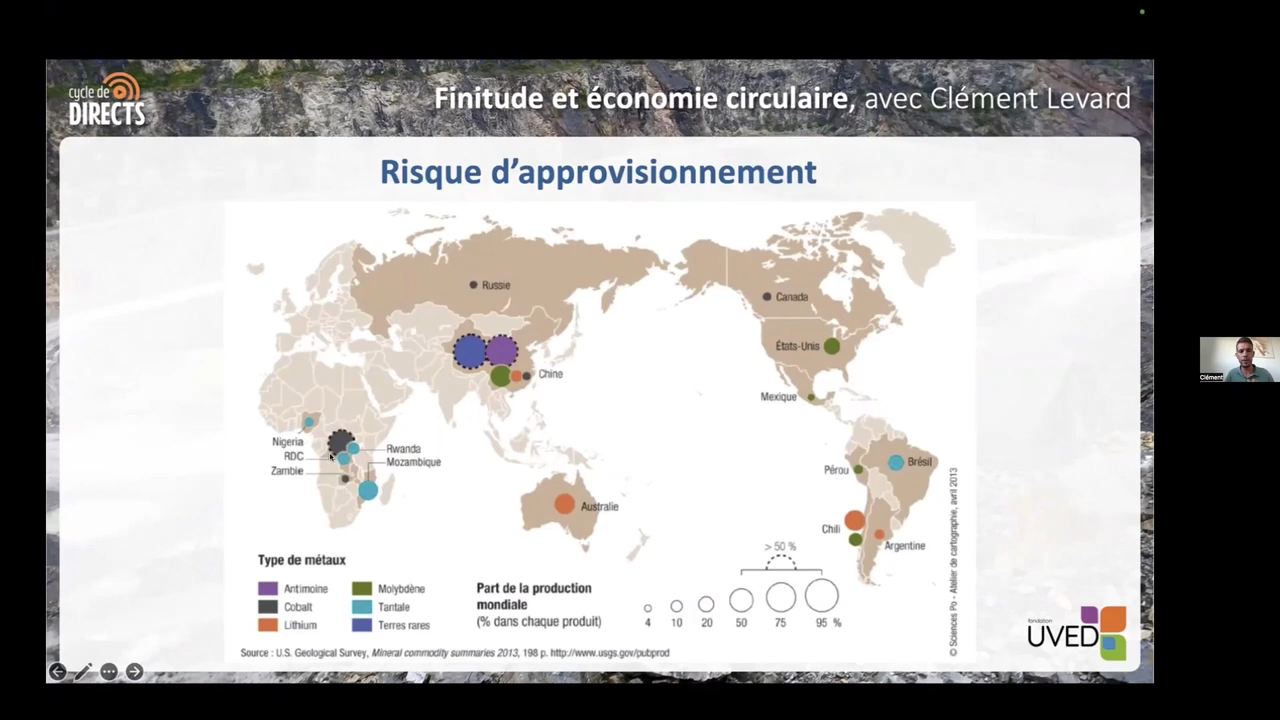 cycle de
DIRECTS
Finitude et économie circulaire, avec Clément Levard
Risque d'approvisionnement
Russie
Canada
États-Unis
Chine
Mexique
Nigeria
RDC
Zambie
Rwanda
Mozambique
Pérou
Brésil
Australie
Chili
Argentine
Type de métaux
Antimoine
Cobalt
Lithium
Molybdène
Tantale
Terres rares
Part de la production
mondiale
(% dans chaque produit)
> 50 %
4 10 20 50 75 95 %
© Sciences Po - Atelier de cartographie, avril 2013
Source : U.S. Geological Survey, Mineral commodity summaries 2013, 198 p. http://www.usgs.gov/pubprod
fondation
UVED
Clément